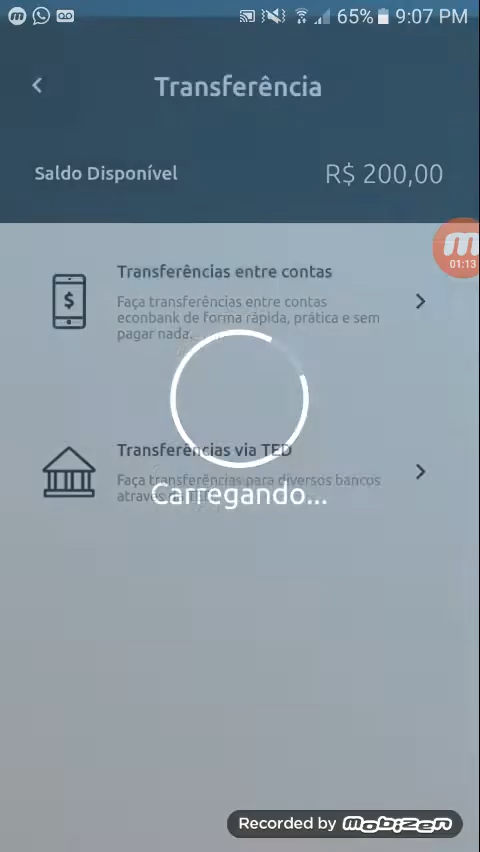 65% 9:07 PM
Transferência
Saldo Disponível R$ 200,00
m
01:13
Transferências entre contas
$
Faça transferências entre contas
econbank de forma rápida, prática e sem
pagar nada.
Transferências via TED
Faça transferências para diversos bancos
Carregando...
Recorded by mobizen